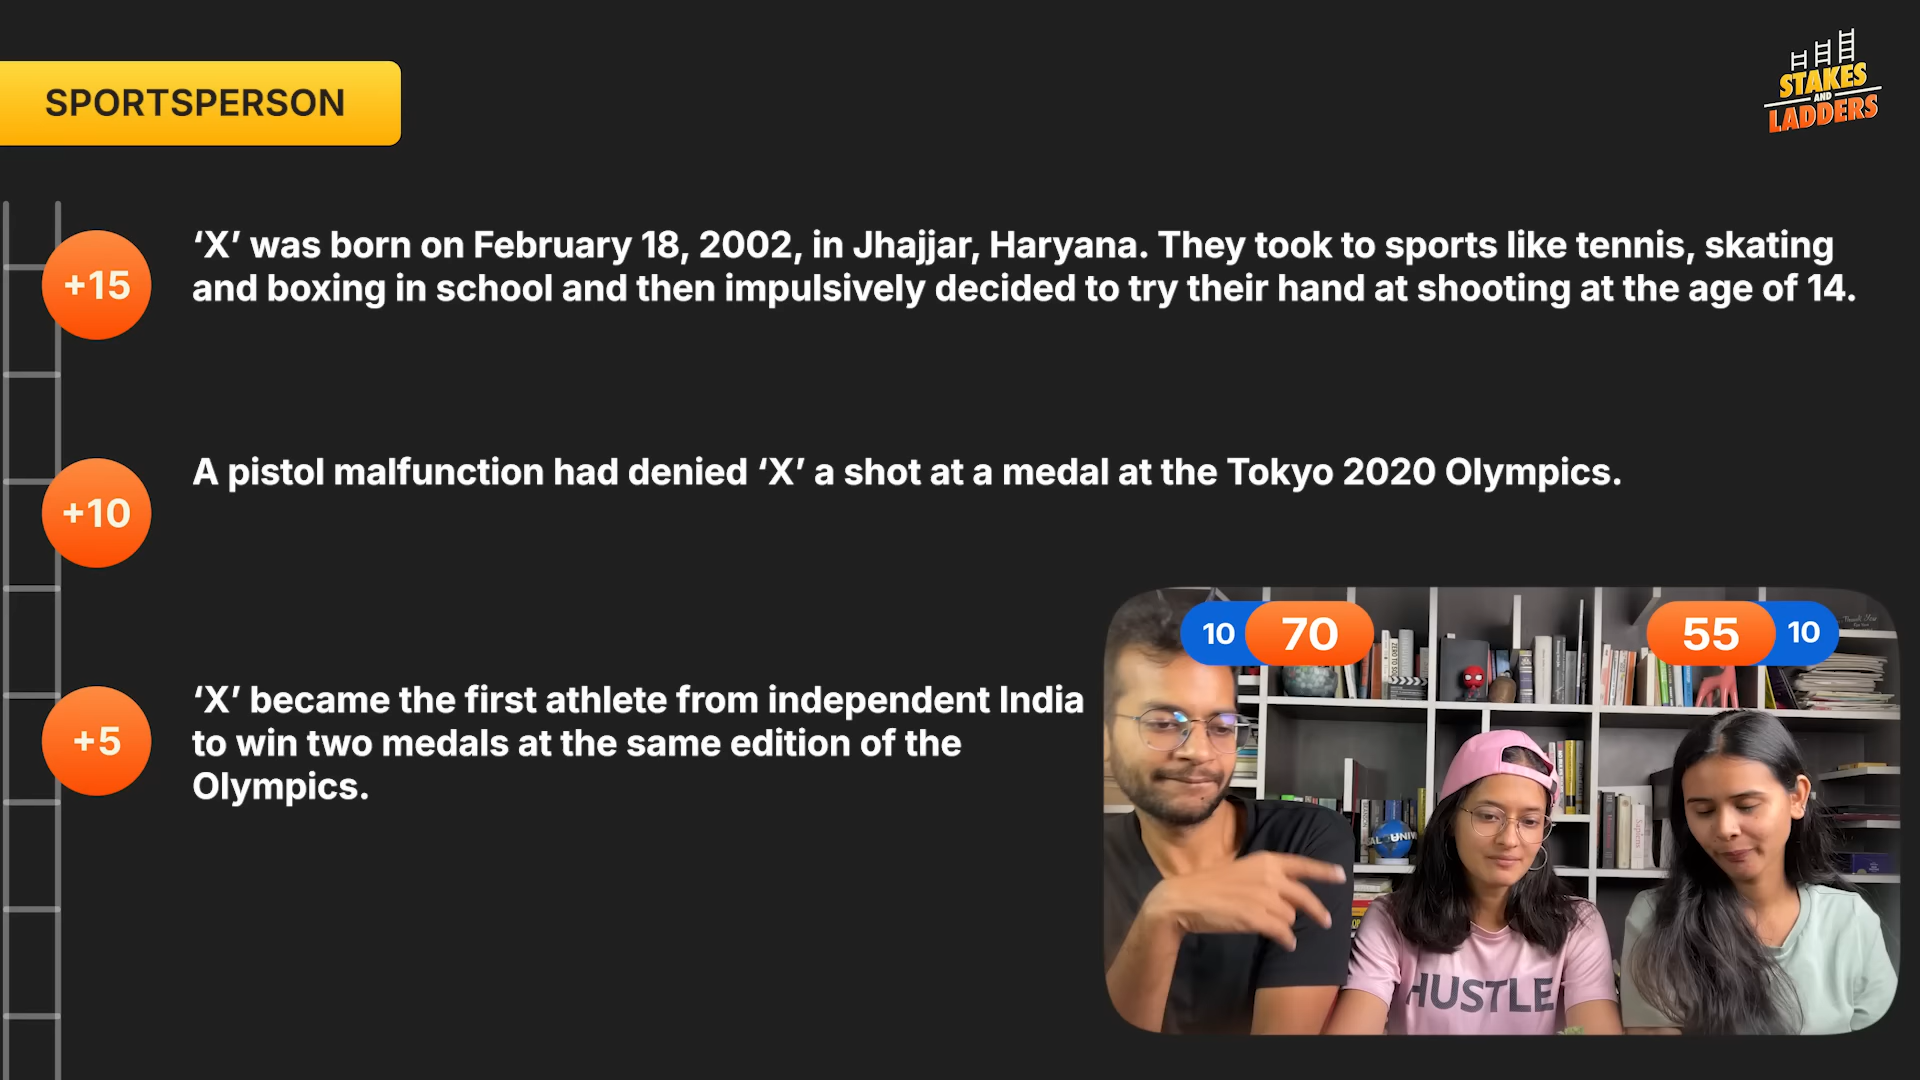 SPORTSPERSON
STAKES
AND
LADDERS
+15
‘X’ was born on February 18, 2002, in Jhajjar, Haryana. They took to sports like tennis, skating
and boxing in school and then impulsively decided to try their hand at shooting at the age of 14.
+10
A pistol malfunction had denied ‘X’ a shot at a medal at the Tokyo 2020 Olympics.
+5
‘X’ became the first athlete from independent India
to win two medals at the same edition of the
Olympics.
10 70
55 10
ZERO TO
HUSTLE